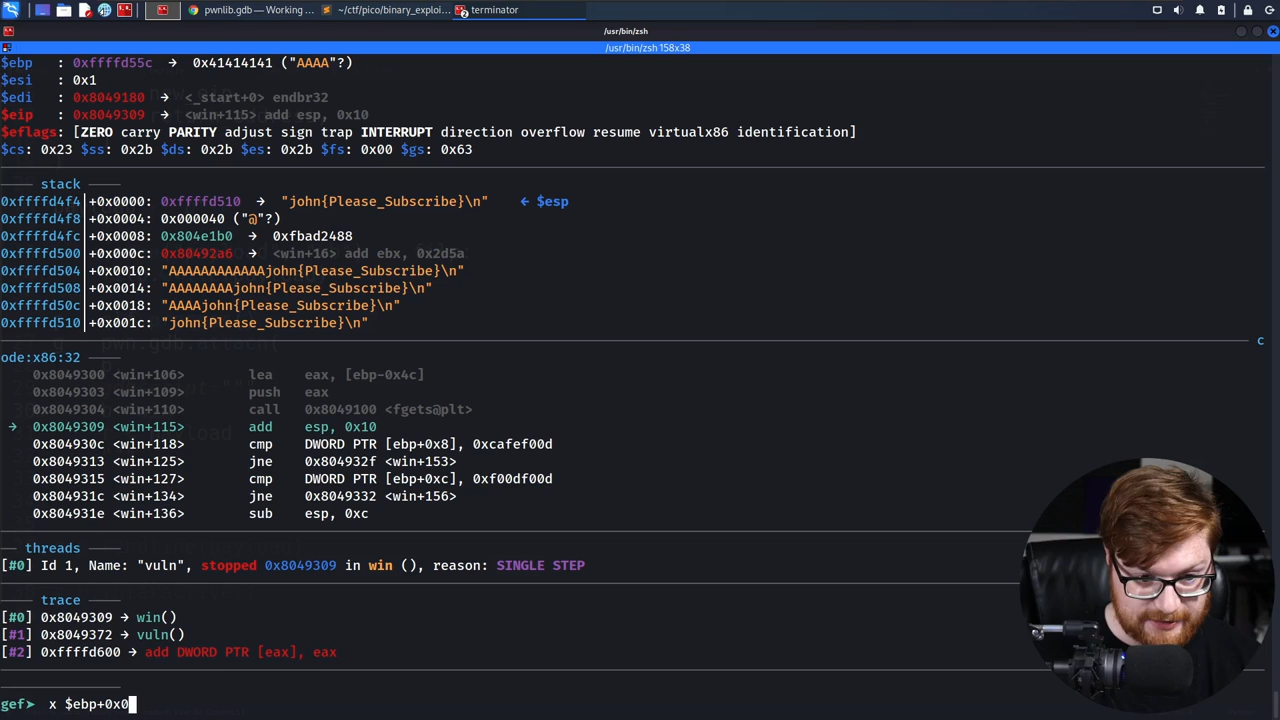 pwnlib.gdb — Working ...
~/ctf/pico/binary_exploi...
terminator
/usr/bin/zsh
/usr/bin/zsh 158x38
$ebp : 0xffffd55c → 0x41414141 ("AAAA"?)
$esi : 0x1
$edi : 0x8049180 → <_start+0> endbr32
$eip : 0x8049309 → <win+115> add esp, 0x10
$eflags: [ZERO carry PARITY adjust sign trap INTERRUPT direction overflow resume virtualx86 identification]
$cs: 0x23 $ss: 0x2b $ds: 0x2b $es: 0x2b $fs: 0x00 $gs: 0x63
stack
0xffffd4f4│+0x0000: 0xffffd510 → "john{Please_Subscribe}\n" ← $esp
0xffffd4f8│+0x0004: 0x000040 ("@"?)
0xffffd4fc│+0x0008: 0x804e1b0 → 0xfbad2488
0xffffd500│+0x000c: 0x80492a6 → <win+16> add ebx, 0x2d5a
0xffffd504│+0x0010: "AAAAAAAAAAAAjohn{Please_Subscribe}\n"
0xffffd508│+0x0014: "AAAAAAAAjohn{Please_Subscribe}\n"
0xffffd50c│+0x0018: "AAAAjohn{Please_Subscribe}\n"
0xffffd510│+0x001c: "john{Please_Subscribe}\n"
c
ode:x86:32
0x8049300 <win+106> lea eax, [ebp-0x4c]
0x8049303 <win+109> push eax
0x8049304 <win+110> call 0x8049100 <fgets@plt>
→ 0x8049309 <win+115> add esp, 0x10
0x804930c <win+118> cmp DWORD PTR [ebp+0x8], 0xcafef00d
0x8049313 <win+125> jne 0x804932f <win+153>
0x8049315 <win+127> cmp DWORD PTR [ebp+0xc], 0xf00df00d
0x804931c <win+134> jne 0x8049332 <win+156>
0x804931e <win+136> sub esp, 0xc
threads
[#0] Id 1, Name: "vuln", stopped 0x8049309 in win (), reason: SINGLE STEP
trace
[#0] 0x8049309 → win()
[#1] 0x8049372 → vuln()
[#2] 0xffffd600 → add DWORD PTR [eax], eax
gef➤ x $ebp+0x0